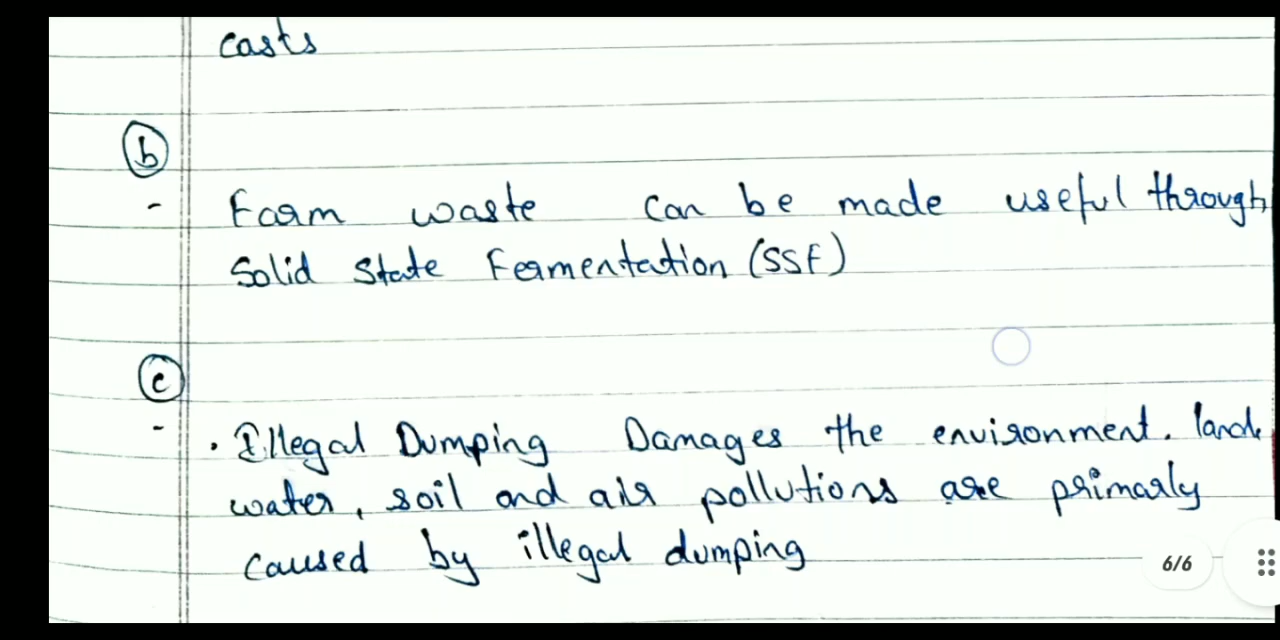 casts
b
- Farm waste can be made useful through
Solid State Fermentation (SSF)
c
- . Illegal Dumping Damages the environment. land
water, soil and air pollutions are primarly
caused by illegal dumping
6/6